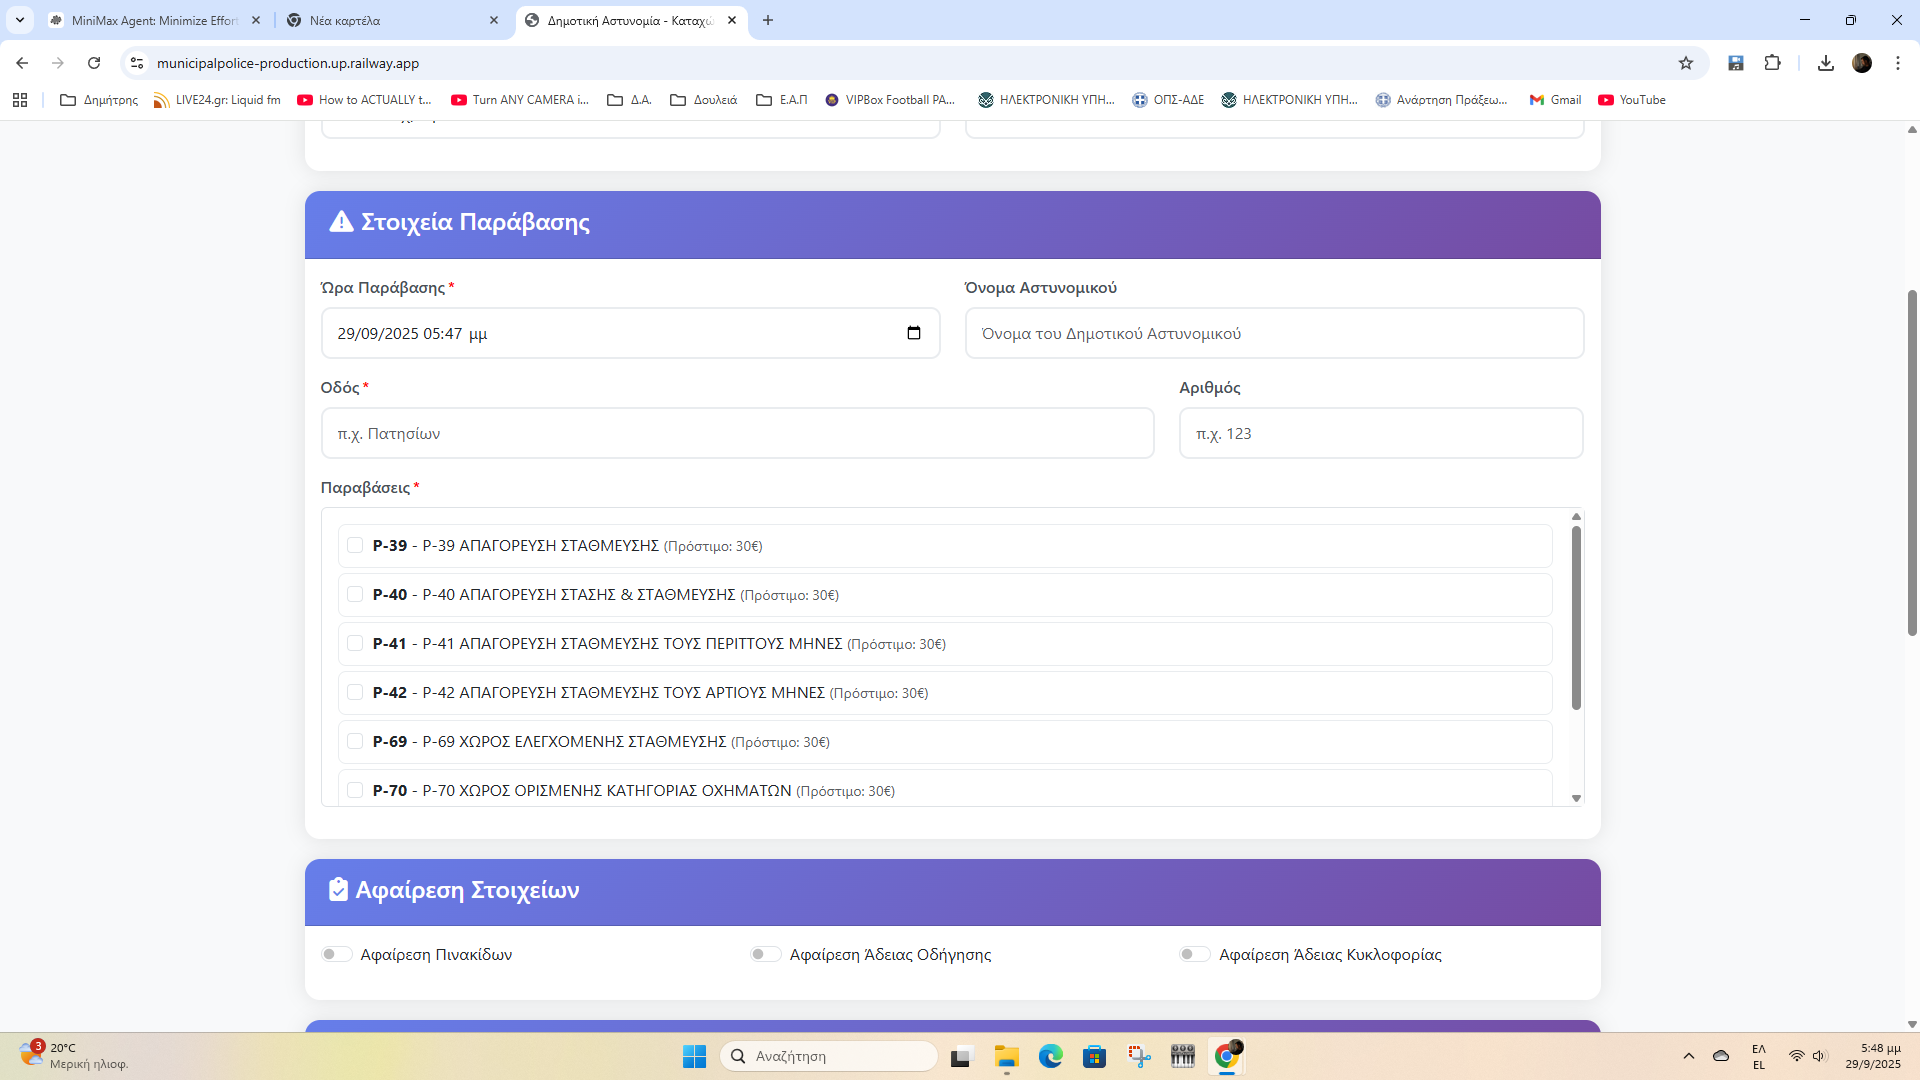 MiniMax Agent: Minimize Effor
Νέα καρτέλα
Δημοτική Αστυνομία - Καταχώ
municipalpolice-production.up.railway.app
Δημήτρης
LIVE24.gr: Liquid fm
How to ACTUALLY t...
Turn ANY CAMERA i...
Δ.Α.
Δουλειά
Ε.Α.Π
VIPBox Football PA...
ΗΛΕΚΤΡΟΝΙΚΗ ΥΠΗ...
ΟΠΣ-ΑΔΕ
ΗΛΕΚΤΡΟΝΙΚΗ ΥΠΗ...
Ανάρτηση Πράξεω...
Gmail
YouTube
Στοιχεία Παράβασης
Ώρα Παράβασης *
Όνομα Αστυνομικού
29/09/2025 05:47 μμ
Όνομα του Δημοτικού Αστυνομικού
Οδός *
Αριθμός
π.χ. Πατησίων
π.χ. 123
Παραβάσεις *
P-39 - P-39 ΑΠΑΓΟΡΕΥΣΗ ΣΤΑΘΜΕΥΣΗΣ (Πρόστιμο: 30€)
P-40 - P-40 ΑΠΑΓΟΡΕΥΣΗ ΣΤΑΣΗΣ & ΣΤΑΘΜΕΥΣΗΣ (Πρόστιμο: 30€)
P-41 - P-41 ΑΠΑΓΟΡΕΥΣΗ ΣΤΑΘΜΕΥΣΗΣ ΤΟΥΣ ΠΕΡΙΤΤΟΥΣ ΜΗΝΕΣ (Πρόστιμο: 30€)
P-42 - P-42 ΑΠΑΓΟΡΕΥΣΗ ΣΤΑΘΜΕΥΣΗΣ ΤΟΥΣ ΑΡΤΙΟΥΣ ΜΗΝΕΣ (Πρόστιμο: 30€)
P-69 - P-69 ΧΩΡΟΣ ΕΛΕΓΧΟΜΕΝΗΣ ΣΤΑΘΜΕΥΣΗΣ (Πρόστιμο: 30€)
P-70 - P-70 ΧΩΡΟΣ ΟΡΙΣΜΕΝΗΣ ΚΑΤΗΓΟΡΙΑΣ ΟΧΗΜΑΤΩΝ (Πρόστιμο: 30€)
Αφαίρεση Στοιχείων
Αφαίρεση Πινακίδων
Αφαίρεση Άδειας Οδήγησης
Αφαίρεση Άδειας Κυκλοφορίας
3
20°C
Μερική ηλιοφ.
Αναζήτηση
ΕΛ
EL
5:48 μμ
29/9/2025